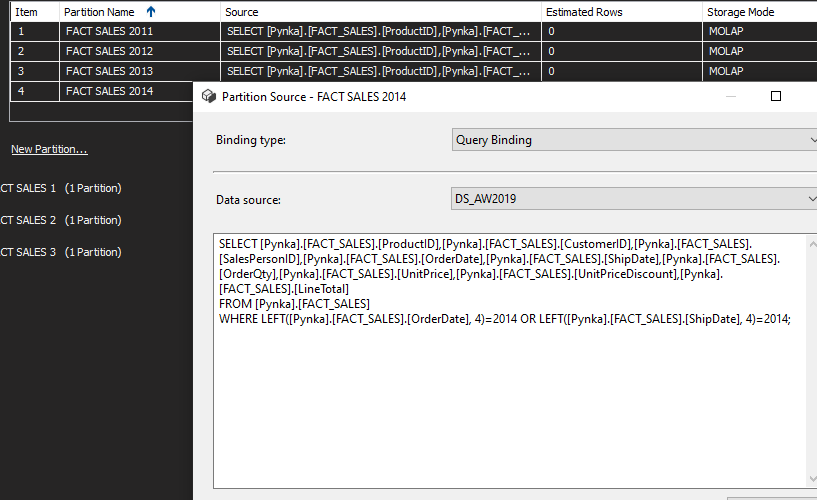 Item Partition Name Source Estimated Rows Storage Mode
1 FACT SALES 2011 SELECT [Pynka].[FACT_SALES].[ProductID],[Pynka].[FACT_... 0 MOLAP
2 FACT SALES 2012 SELECT [Pynka].[FACT_SALES].[ProductID],[Pynka].[FACT_... 0 MOLAP
3 FACT SALES 2013 SELECT [Pynka].[FACT_SALES].[ProductID],[Pynka].[FACT_... 0 MOLAP
4 FACT SALES 2014
Partition Source - FACT SALES 2014
New Partition...
CT SALES 1 (1 Partition)
CT SALES 2 (1 Partition)
CT SALES 3 (1 Partition)
Binding type: Query Binding
Data source: DS_AW2019
SELECT [Pynka].[FACT_SALES].[ProductID],[Pynka].[FACT_SALES].[CustomerID],[Pynka].[FACT_SALES].
[SalesPersonID],[Pynka].[FACT_SALES].[OrderDate],[Pynka].[FACT_SALES].[ShipDate],[Pynka].[FACT_SALES].
[OrderQty],[Pynka].[FACT_SALES].[UnitPrice],[Pynka].[FACT_SALES].[UnitPriceDiscount],[Pynka].
[FACT_SALES].[LineTotal]
FROM [Pynka].[FACT_SALES]
WHERE LEFT([Pynka].[FACT_SALES].[OrderDate], 4)=2014 OR LEFT([Pynka].[FACT_SALES].[ShipDate], 4)=2014;